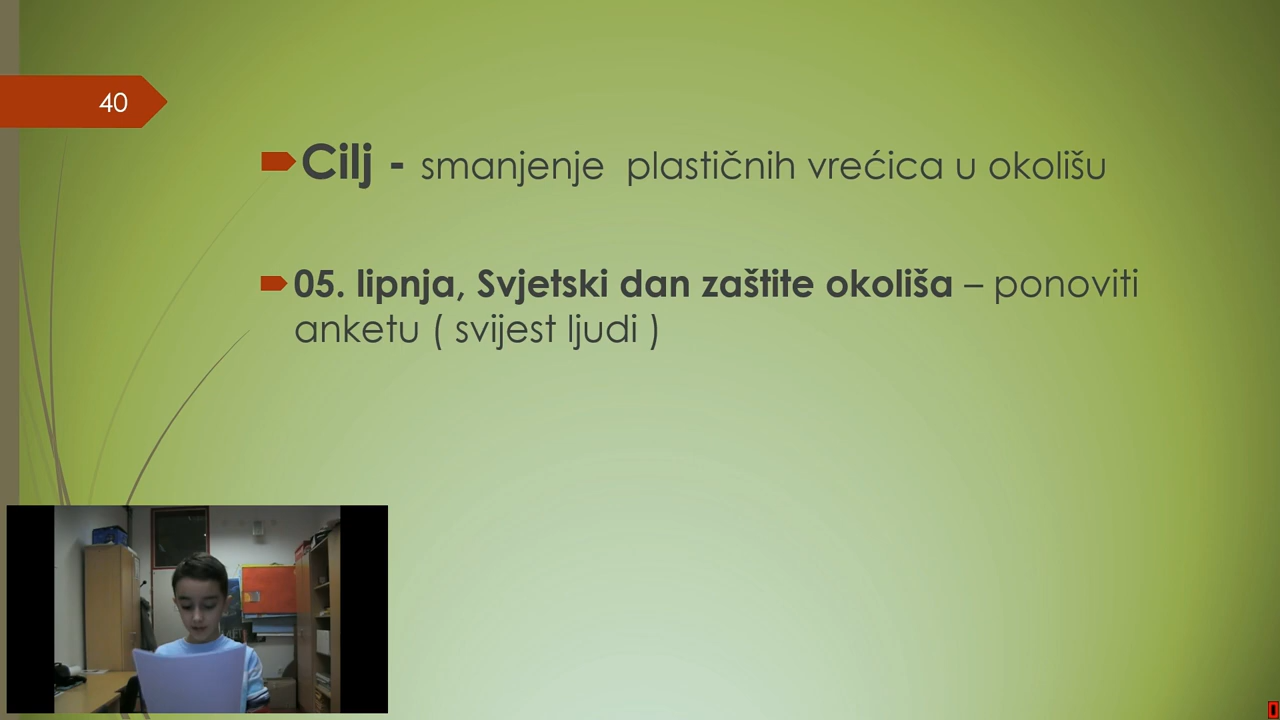 40
Cilj - smanjenje plastičnih vrećica u okolišu
05. lipnja, Svjetski dan zaštite okoliša – ponoviti
anketu ( svijest ljudi )